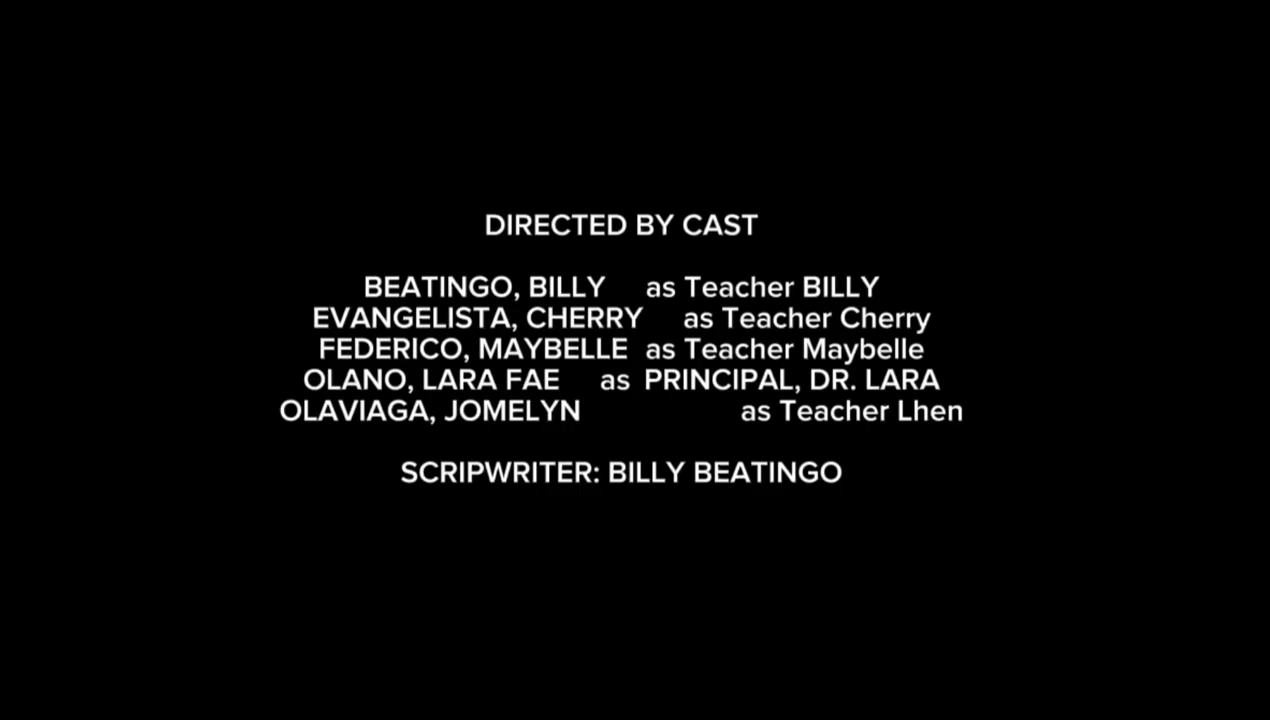 DIRECTED BY CAST
BEATINGO, BILLY as Teacher BILLY
EVANGELISTA, CHERRY as Teacher Cherry
FEDERICO, MAYBELLE as Teacher Maybelle
OLANO, LARA FAE as PRINCIPAL, DR. LARA
OLAVIAGA, JOMELYN as Teacher Lhen
SCRIPWRITER: BILLY BEATINGO